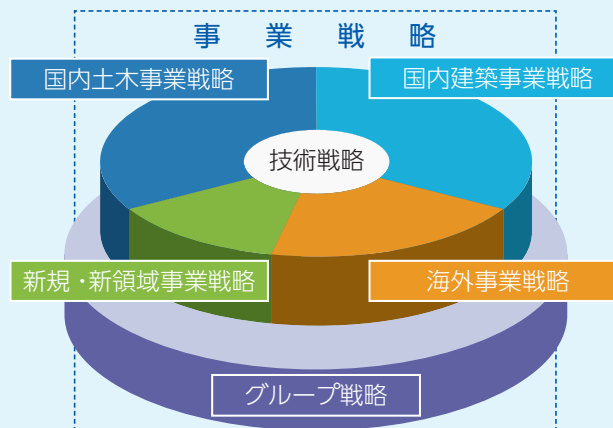 事業戦略
国内土木事業戦略
国内建築事業戦略
技術戦略
新規・新領域事業戦略
海外事業戦略
グループ戦略